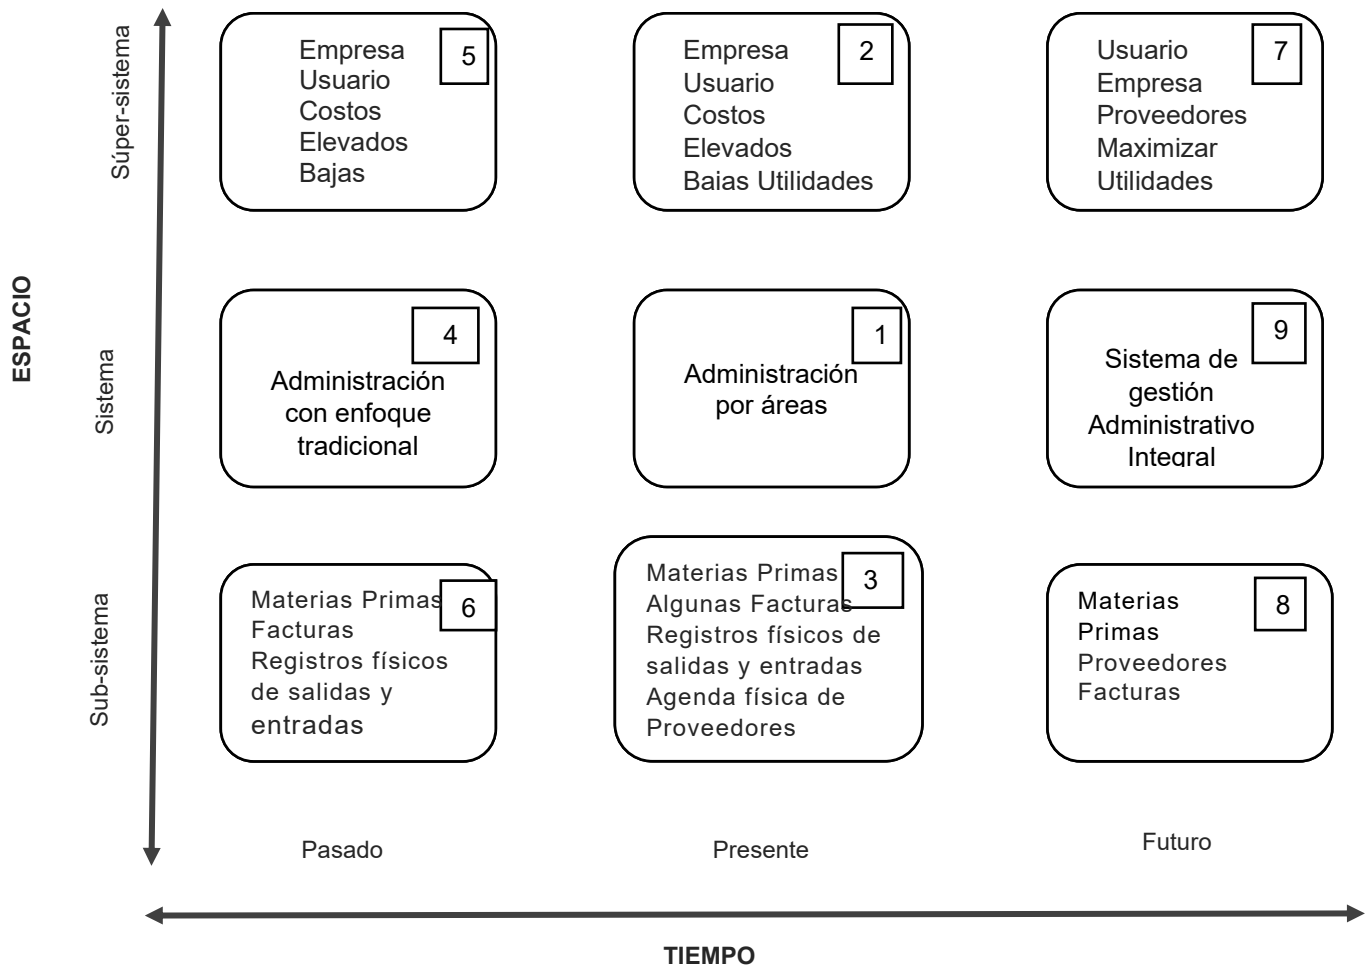 Súper-sistema
Empresa
Usuario
Costos
Elevados
Bajas
5
Empresa
Usuario
Costos
Elevados
Baias Utilidades
2
Usuario
Empresa
Proveedores
Maximizar
Utilidades
7
ESPACIO
Sistema
4
Administración
con enfoque
tradicional
1
Administración
por áreas
9
Sistema de
gestión
Administrativo
Integral
Sub-sistema
Materias Primas
Facturas
Registros físicos
de salidas y
entradas
6
Materias Primas
Algunas Facturas
Registros físicos de
salidas y entradas
Agenda física de
Proveedores
3
Materias
Primas
Proveedores
Facturas
8
Pasado
Presente
Futuro
TIEMPO